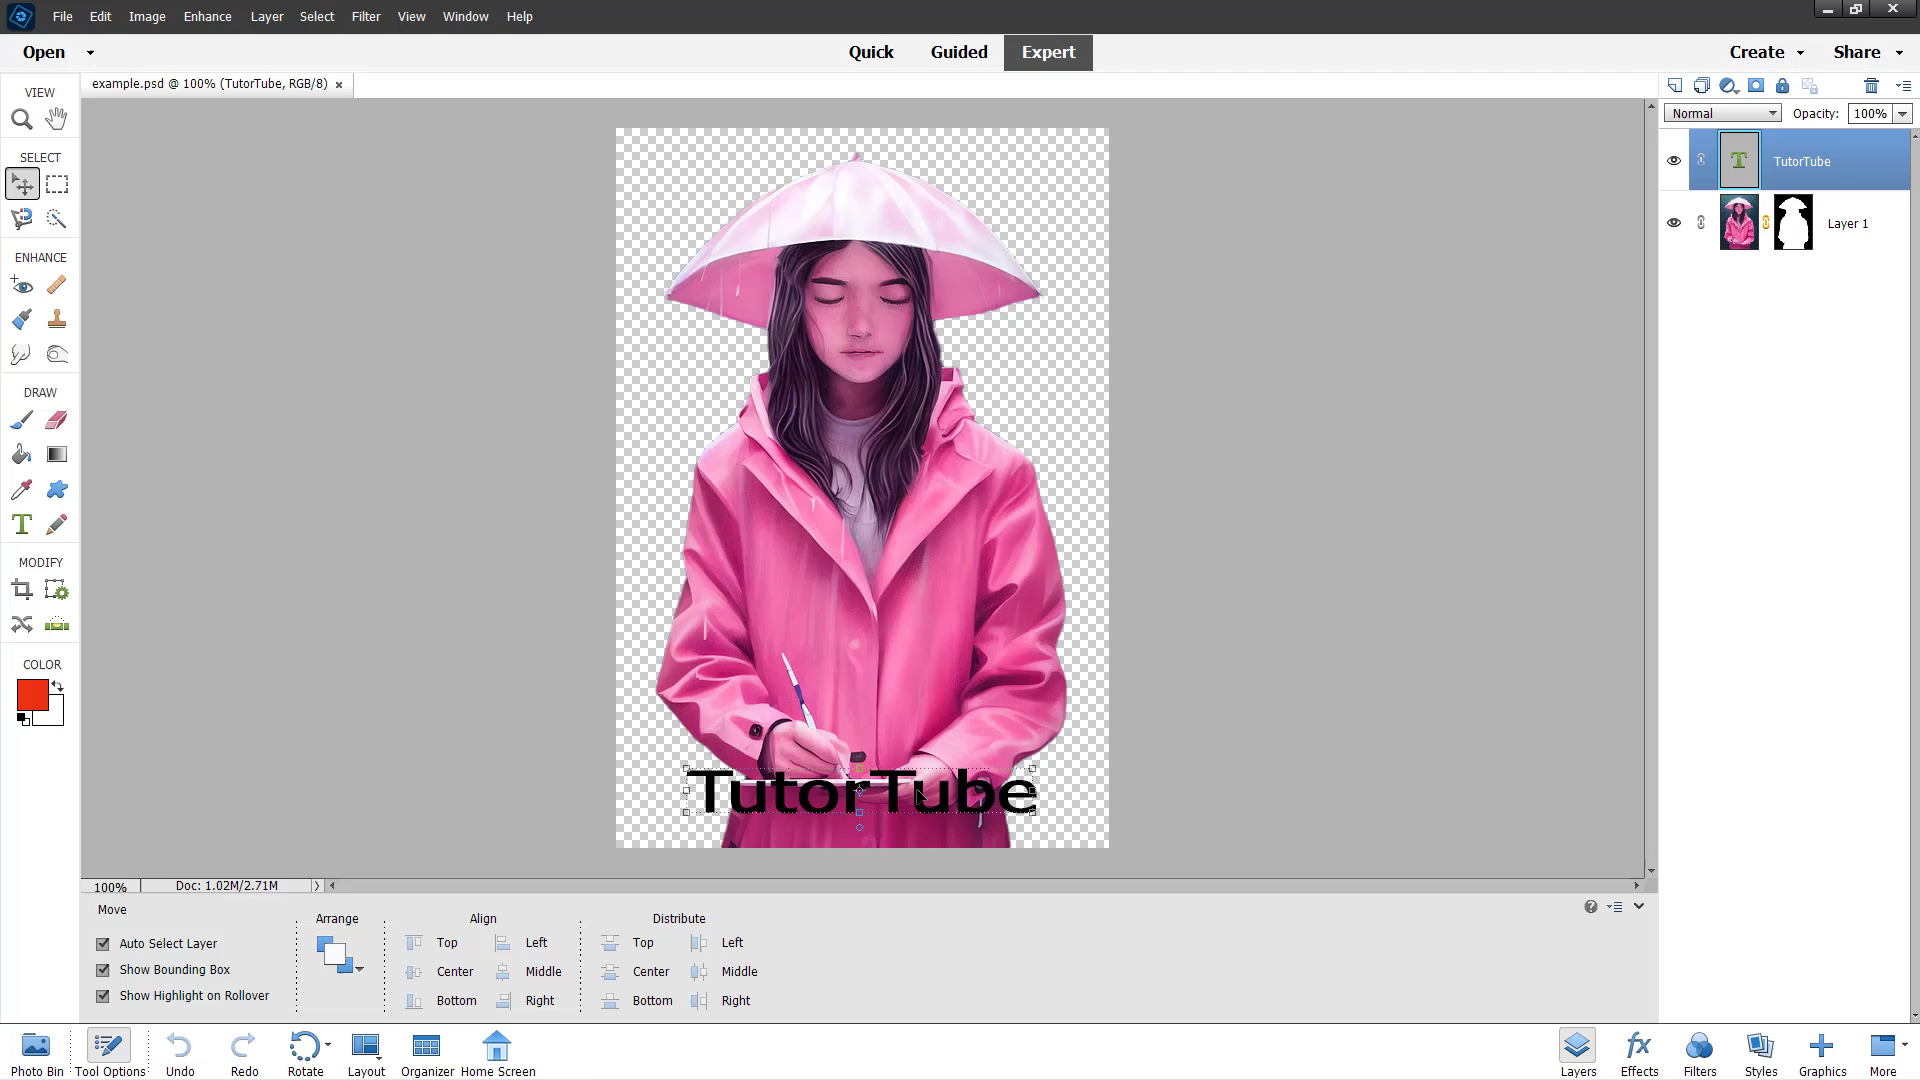 File Edit Image Enhance Layer Select Filter View Window Help
Open Quick Guided Expert Create Share
example.psd @ 100% (TutorTube, RGB/8) ×
VIEW
SELECT
ENHANCE
DRAW
MODIFY
COLOR
Normal Opacity: 100%
T TutorTube
Layer 1
TutorTube
100% Doc: 1.02M/2.71M
Move
Auto Select Layer
Show Bounding Box
Show Highlight on Rollover
Arrange
Align
Top Left
Center Middle
Bottom Right
Distribute
Top Left
Center Middle
Bottom Right
Photo Bin Tool Options Undo Redo Rotate Layout Organizer Home Screen
fx
Layers Effects Filters Styles Graphics More